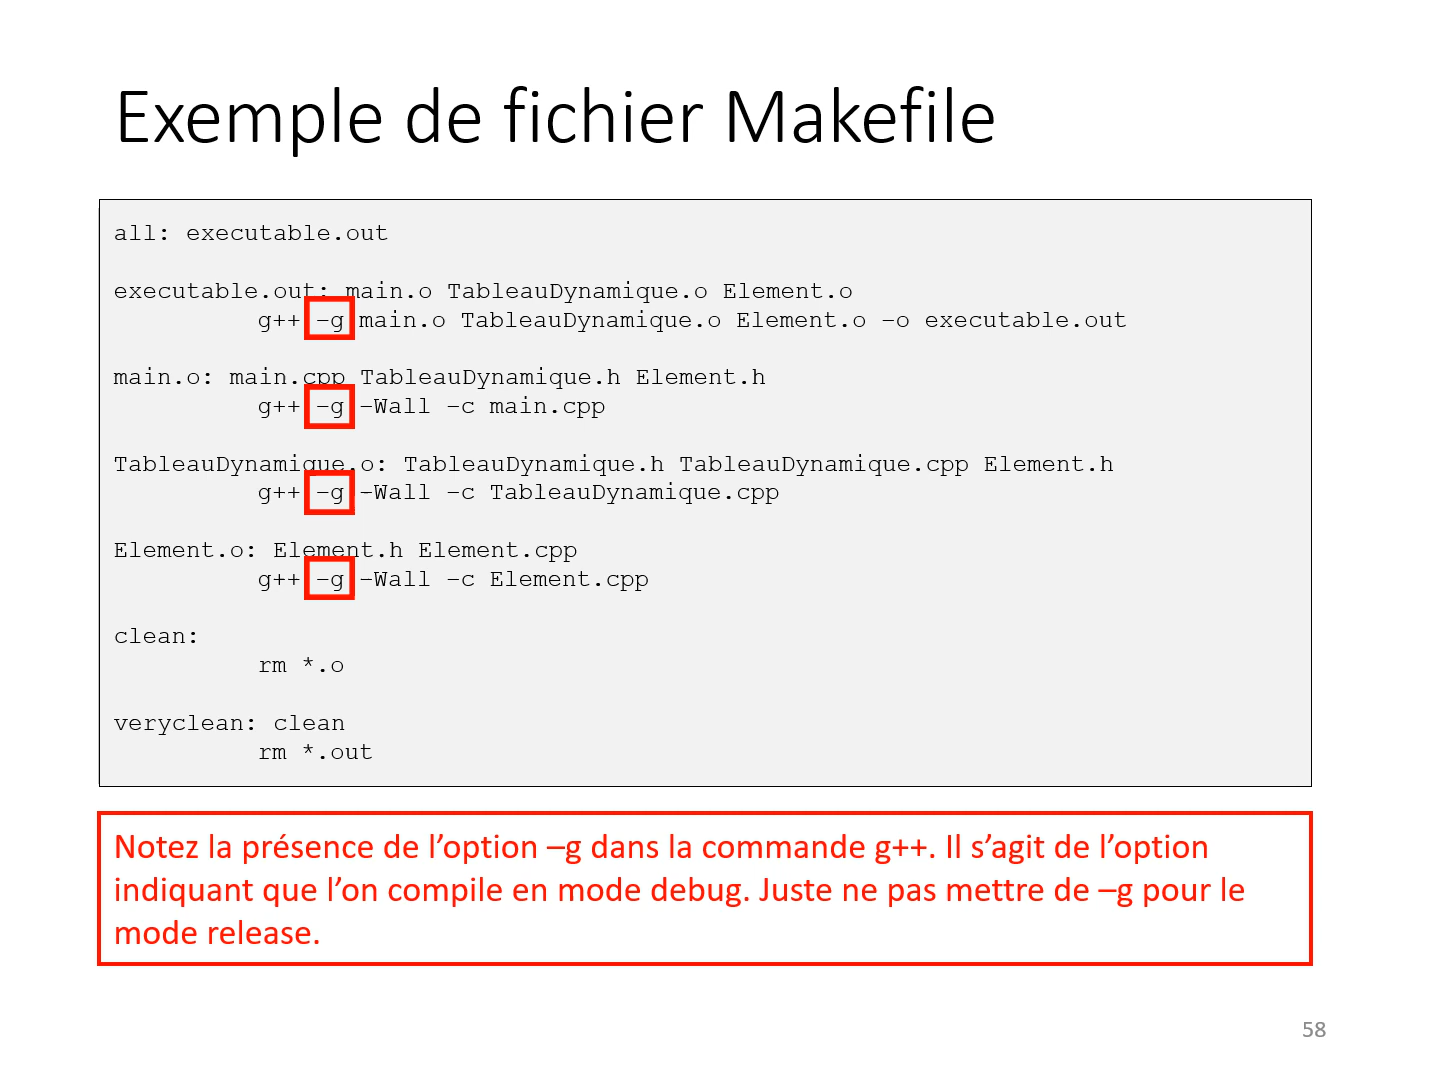 Exemple de fichier Makefile
all: executable.out
executable.out: main.o TableauDynamique.o Element.o
g++ –g main.o TableauDynamique.o Element.o –o executable.out
main.o: main.cpp TableauDynamique.h Element.h
g++ –g –Wall –c main.cpp
TableauDynamique.o: TableauDynamique.h TableauDynamique.cpp Element.h
g++ –g –Wall –c TableauDynamique.cpp
Element.o: Element.h Element.cpp
g++ –g –Wall –c Element.cpp
clean:
rm *.o
veryclean: clean
rm *.out
Notez la présence de l’option –g dans la commande g++. Il s’agit de l’option
indiquant que l’on compile en mode debug. Juste ne pas mettre de –g pour le
mode release.
58